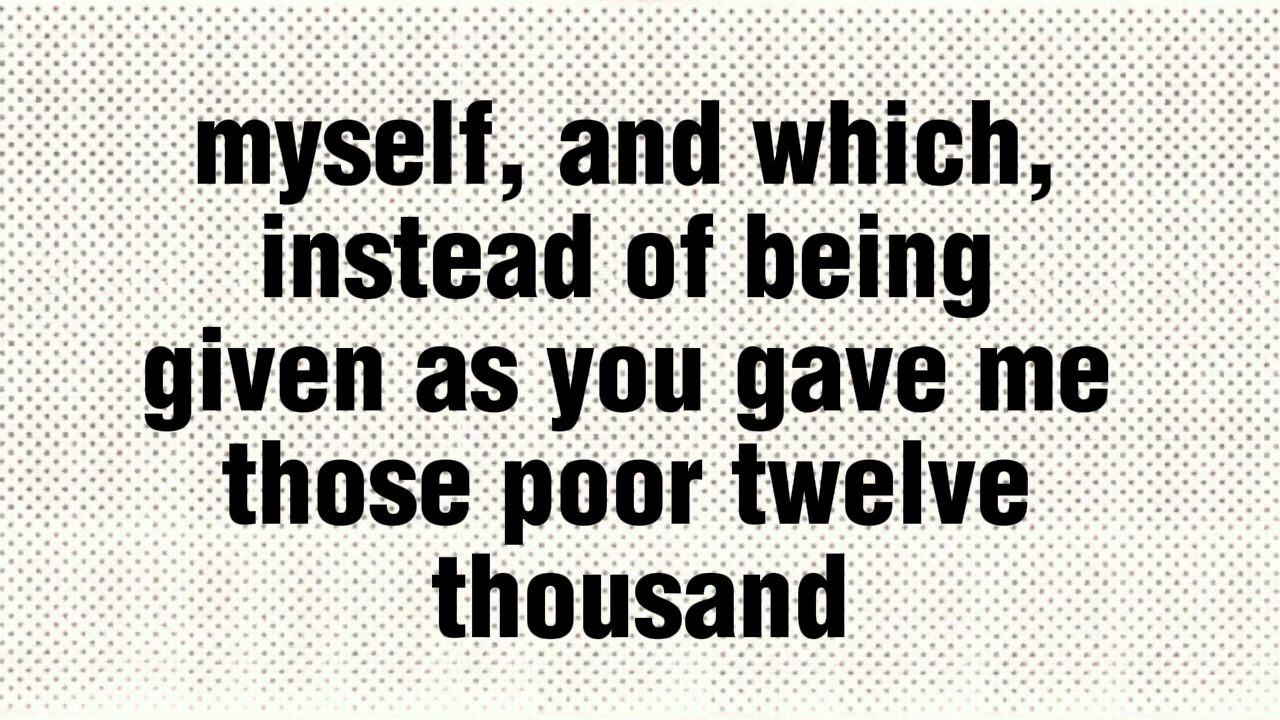 myself, and which,
instead of being
given as you gave me
those poor twelve
thousand